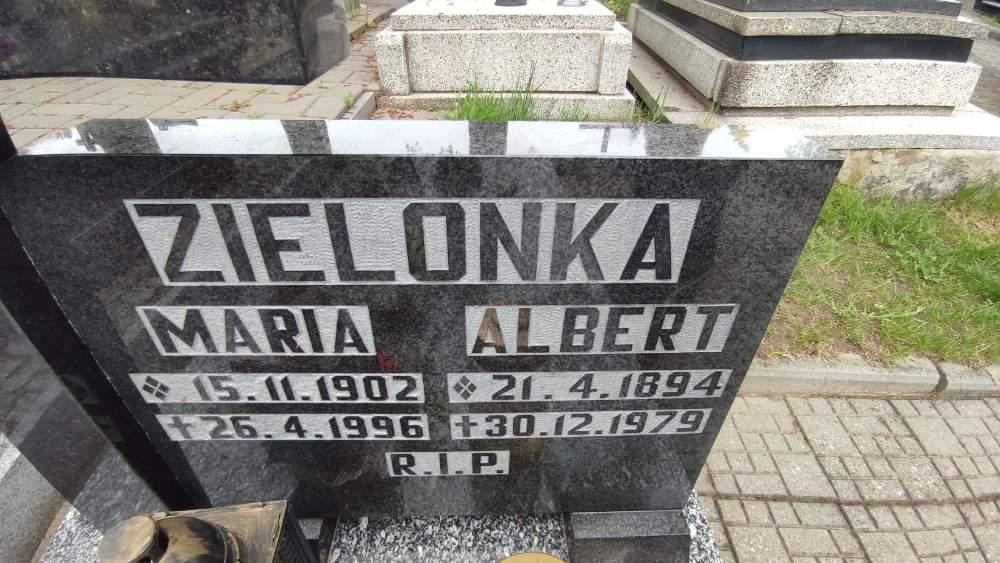 ZIELONKA
MARIA ALBERT
15.11.1902 21.4.1894
✝26.4.1996 ✝30.12.1979
R.I.P.